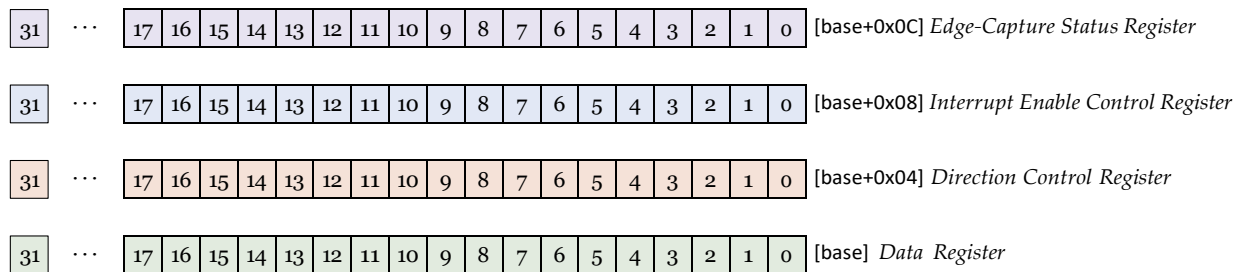 31 ··· 17 16 15 14 13 12 11 10 9 8 7 6 5 4 3 2 1 0 [base+0x0C] Edge-Capture Status Register
31 ··· 17 16 15 14 13 12 11 10 9 8 7 6 5 4 3 2 1 0 [base+0x08] Interrupt Enable Control Register
31 ··· 17 16 15 14 13 12 11 10 9 8 7 6 5 4 3 2 1 0 [base+0x04] Direction Control Register
31 ··· 17 16 15 14 13 12 11 10 9 8 7 6 5 4 3 2 1 0 [base] Data Register